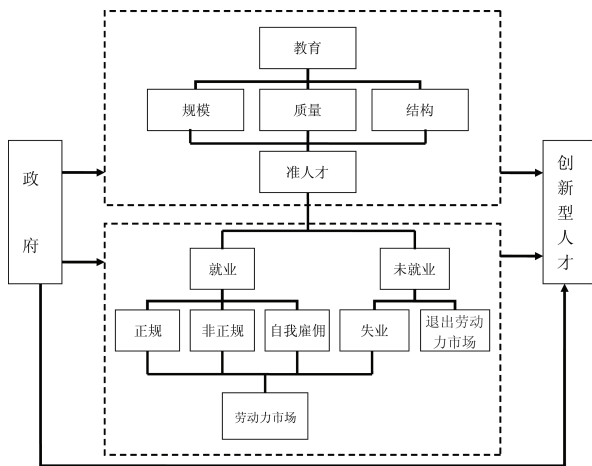 教育
规模
质量
结构
准人才
政
府
创
新
型
人
才
就业
未就业
正规
非正规
自我雇佣
失业
退出劳动
力市场
劳动力市场